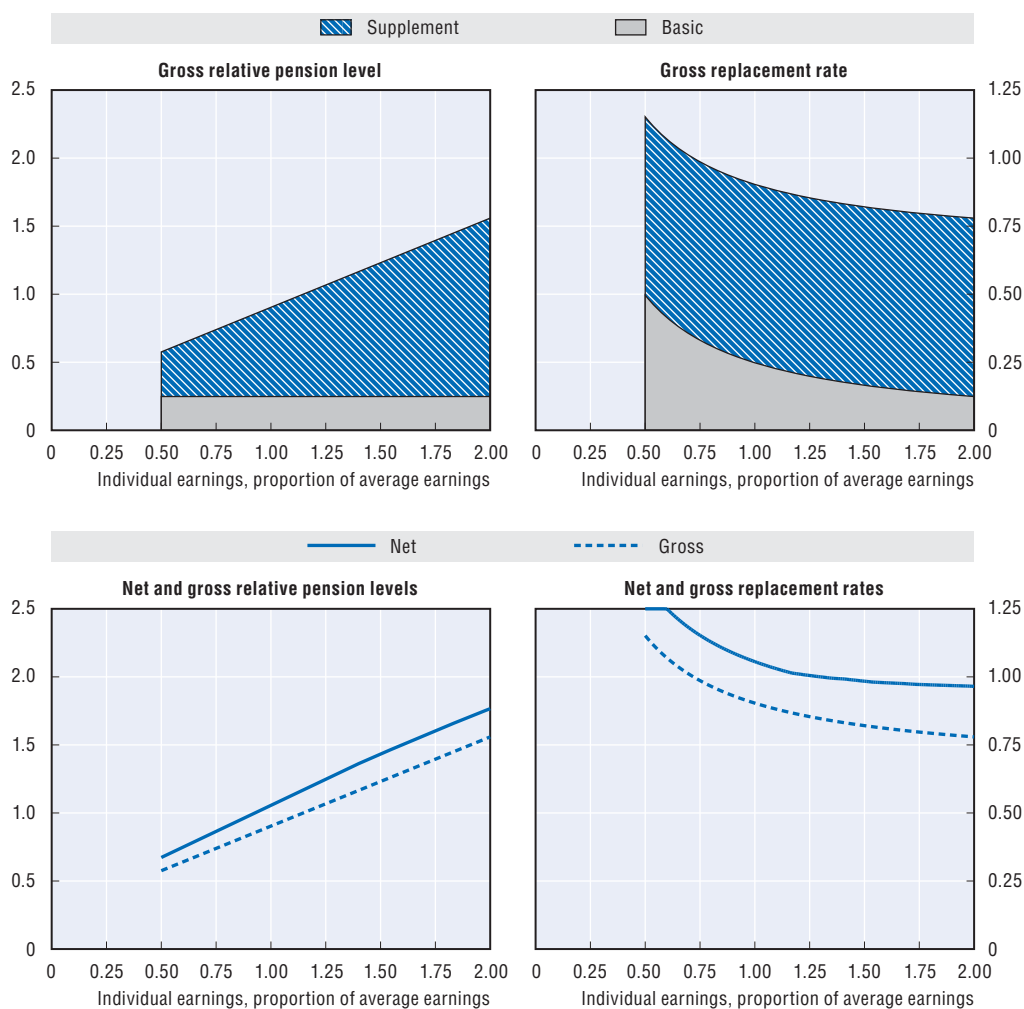 Supplement Basic
Gross relative pension level
2.5
2.0
1.5
1.0
0.5
0
0 0.25 0.50 0.75 1.00 1.25 1.50 1.75 2.00
Individual earnings, proportion of average earnings
Gross replacement rate
1.25
1.00
0.75
0.50
0.25
0
0 0.25 0.50 0.75 1.00 1.25 1.50 1.75 2.00
Individual earnings, proportion of average earnings
Net Gross
Net and gross relative pension levels
2.5
2.0
1.5
1.0
0.5
0
0 0.25 0.50 0.75 1.00 1.25 1.50 1.75 2.00
Individual earnings, proportion of average earnings
Net and gross replacement rates
1.25
1.00
0.75
0.50
0.25
0
0 0.25 0.50 0.75 1.00 1.25 1.50 1.75 2.00
Individual earnings, proportion of average earnings